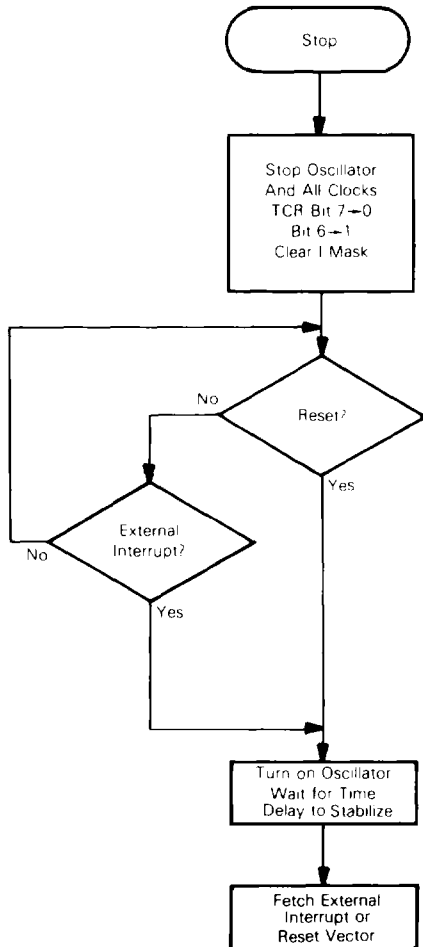 Stop
Stop Oscillator
And All Clocks
TCR Bit 7→0
Bit 6→1
Clear I Mask
No
Reset?
Yes
External
Interrupt?
No
Yes
Turn on Oscillator
Wait for Time
Delay to Stabilize
Fetch External
Interrupt or
Reset Vector